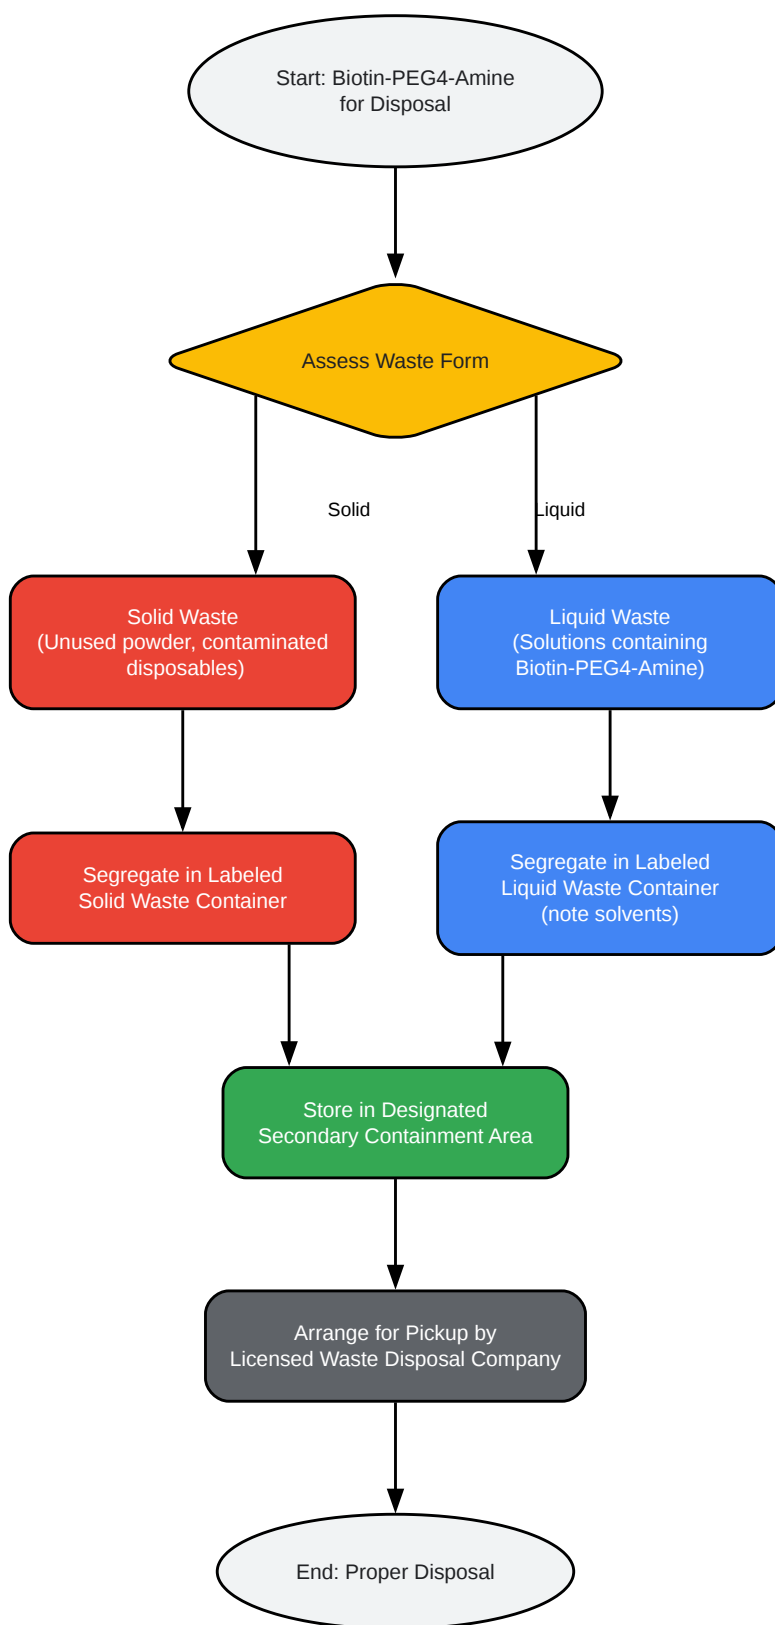 Start: Biotin-PEG4-Amine
for Disposal
Assess Waste Form
Solid
Liquid
Solid Waste
(Unused powder, contaminated
disposables)
Liquid Waste
(Solutions containing
Biotin-PEG4-Amine)
Segregate in Labeled
Solid Waste Container
Segregate in Labeled
Liquid Waste Container
(note solvents)
Store in Designated
Secondary Containment Area
Arrange for Pickup by
Licensed Waste Disposal Company
End: Proper Disposal